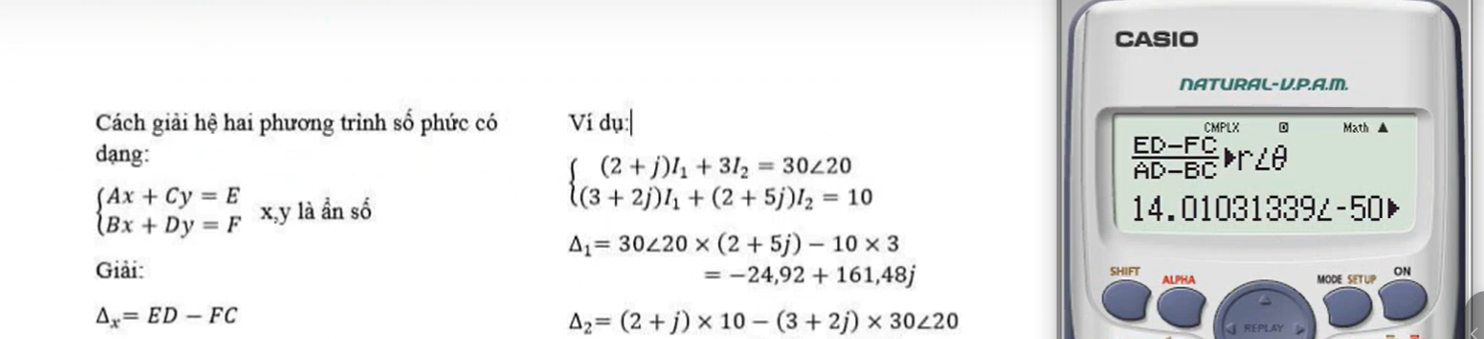 Cách giải hệ hai phương trình số phức có
dạng:
{Ax + Cy = E
{Bx + Dy = F
x,y là ẩn số
Giải:
Δₓ= ED − FC
Ví dụ:
{(2 + j)I₁ + 3I₂ = 30∠20
{(3 + 2j)I₁ + (2 + 5j)I₂ = 10
Δ₁= 30∠20 × (2 + 5j) − 10 × 3
= −24,92 + 161,48j
Δ₂= (2 + j) × 10 − (3 + 2j) × 30∠20
CASIO
NATURAL-V.P.A.M.
CMPLX D Math ▲
ED−FC
AD−BC ▶r∠θ
14.01031339∠-50▶
SHIFT ALPHA MODE SETUP ON
REPLAY